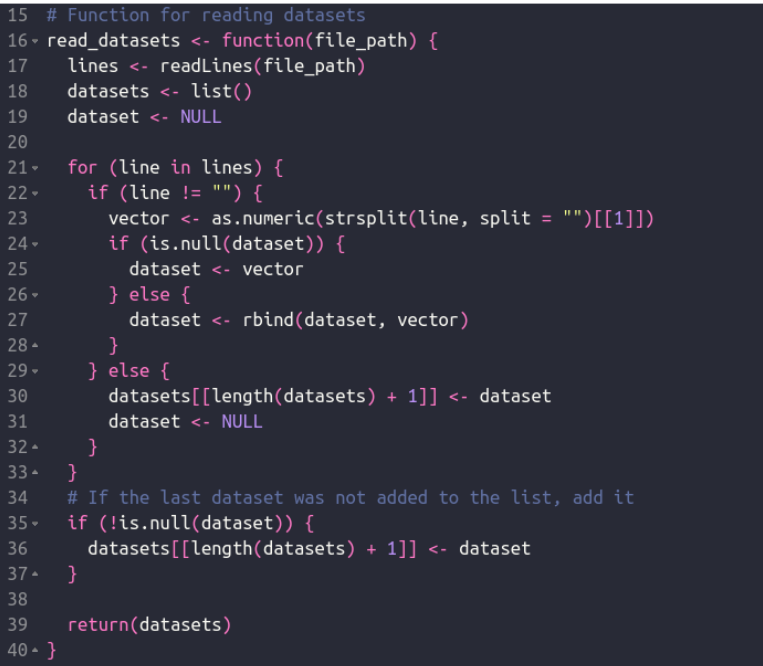 15 # Function for reading datasets
16 read_datasets <- function(file_path) {
17   lines <- readLines(file_path)
18   datasets <- list()
19   dataset <- NULL
20
21   for (line in lines) {
22     if (line != "") {
23       vector <- as.numeric(strsplit(line, split = "")[[1]])
24       if (is.null(dataset)) {
25         dataset <- vector
26       } else {
27         dataset <- rbind(dataset, vector)
28       }
29     } else {
30       datasets[[length(datasets) + 1]] <- dataset
31       dataset <- NULL
32     }
33   }
34   # If the last dataset was not added to the list, add it
35   if (!is.null(dataset)) {
36     datasets[[length(datasets) + 1]] <- dataset
37   }
38
39   return(datasets)
40 }